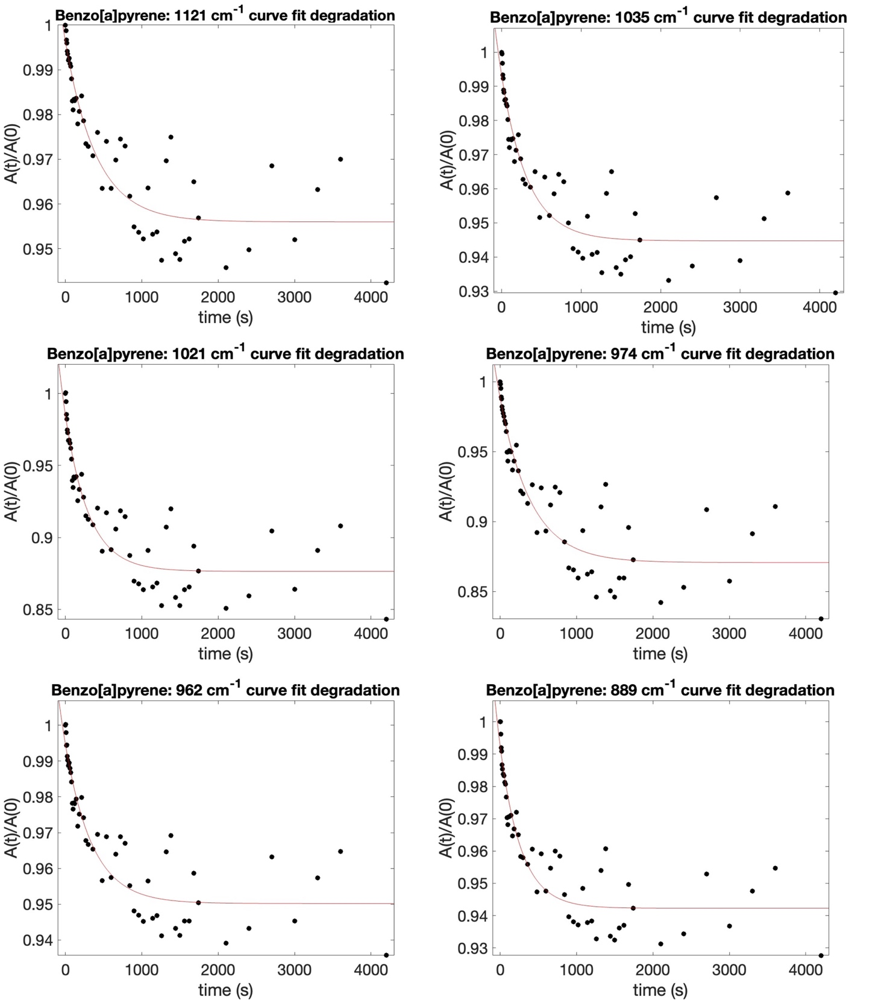 Benzo[a]pyrene: 1121 cm-1 curve fit degradation
1
0.99
0.98
0.97
0.96
0.95
A(t)/A(0)
0 1000 2000 3000 4000
time (s)
Benzo[a]pyrene: 1035 cm-1 curve fit degradation
1
0.99
0.98
0.97
0.96
0.95
0.94
0.93
A(t)/A(0)
0 1000 2000 3000 4000
time (s)
Benzo[a]pyrene: 1021 cm-1 curve fit degradation
1
0.95
0.9
0.85
A(t)/A(0)
0 1000 2000 3000 4000
time (s)
Benzo[a]pyrene: 974 cm-1 curve fit degradation
1
0.95
0.9
0.85
A(t)/A(0)
0 1000 2000 3000 4000
time (s)
Benzo[a]pyrene: 962 cm-1 curve fit degradation
1
0.99
0.98
0.97
0.96
0.95
0.94
A(t)/A(0)
0 1000 2000 3000 4000
time (s)
Benzo[a]pyrene: 889 cm-1 curve fit degradation
1
0.99
0.98
0.97
0.96
0.95
0.94
0.93
A(t)/A(0)
0 1000 2000 3000 4000
time (s)